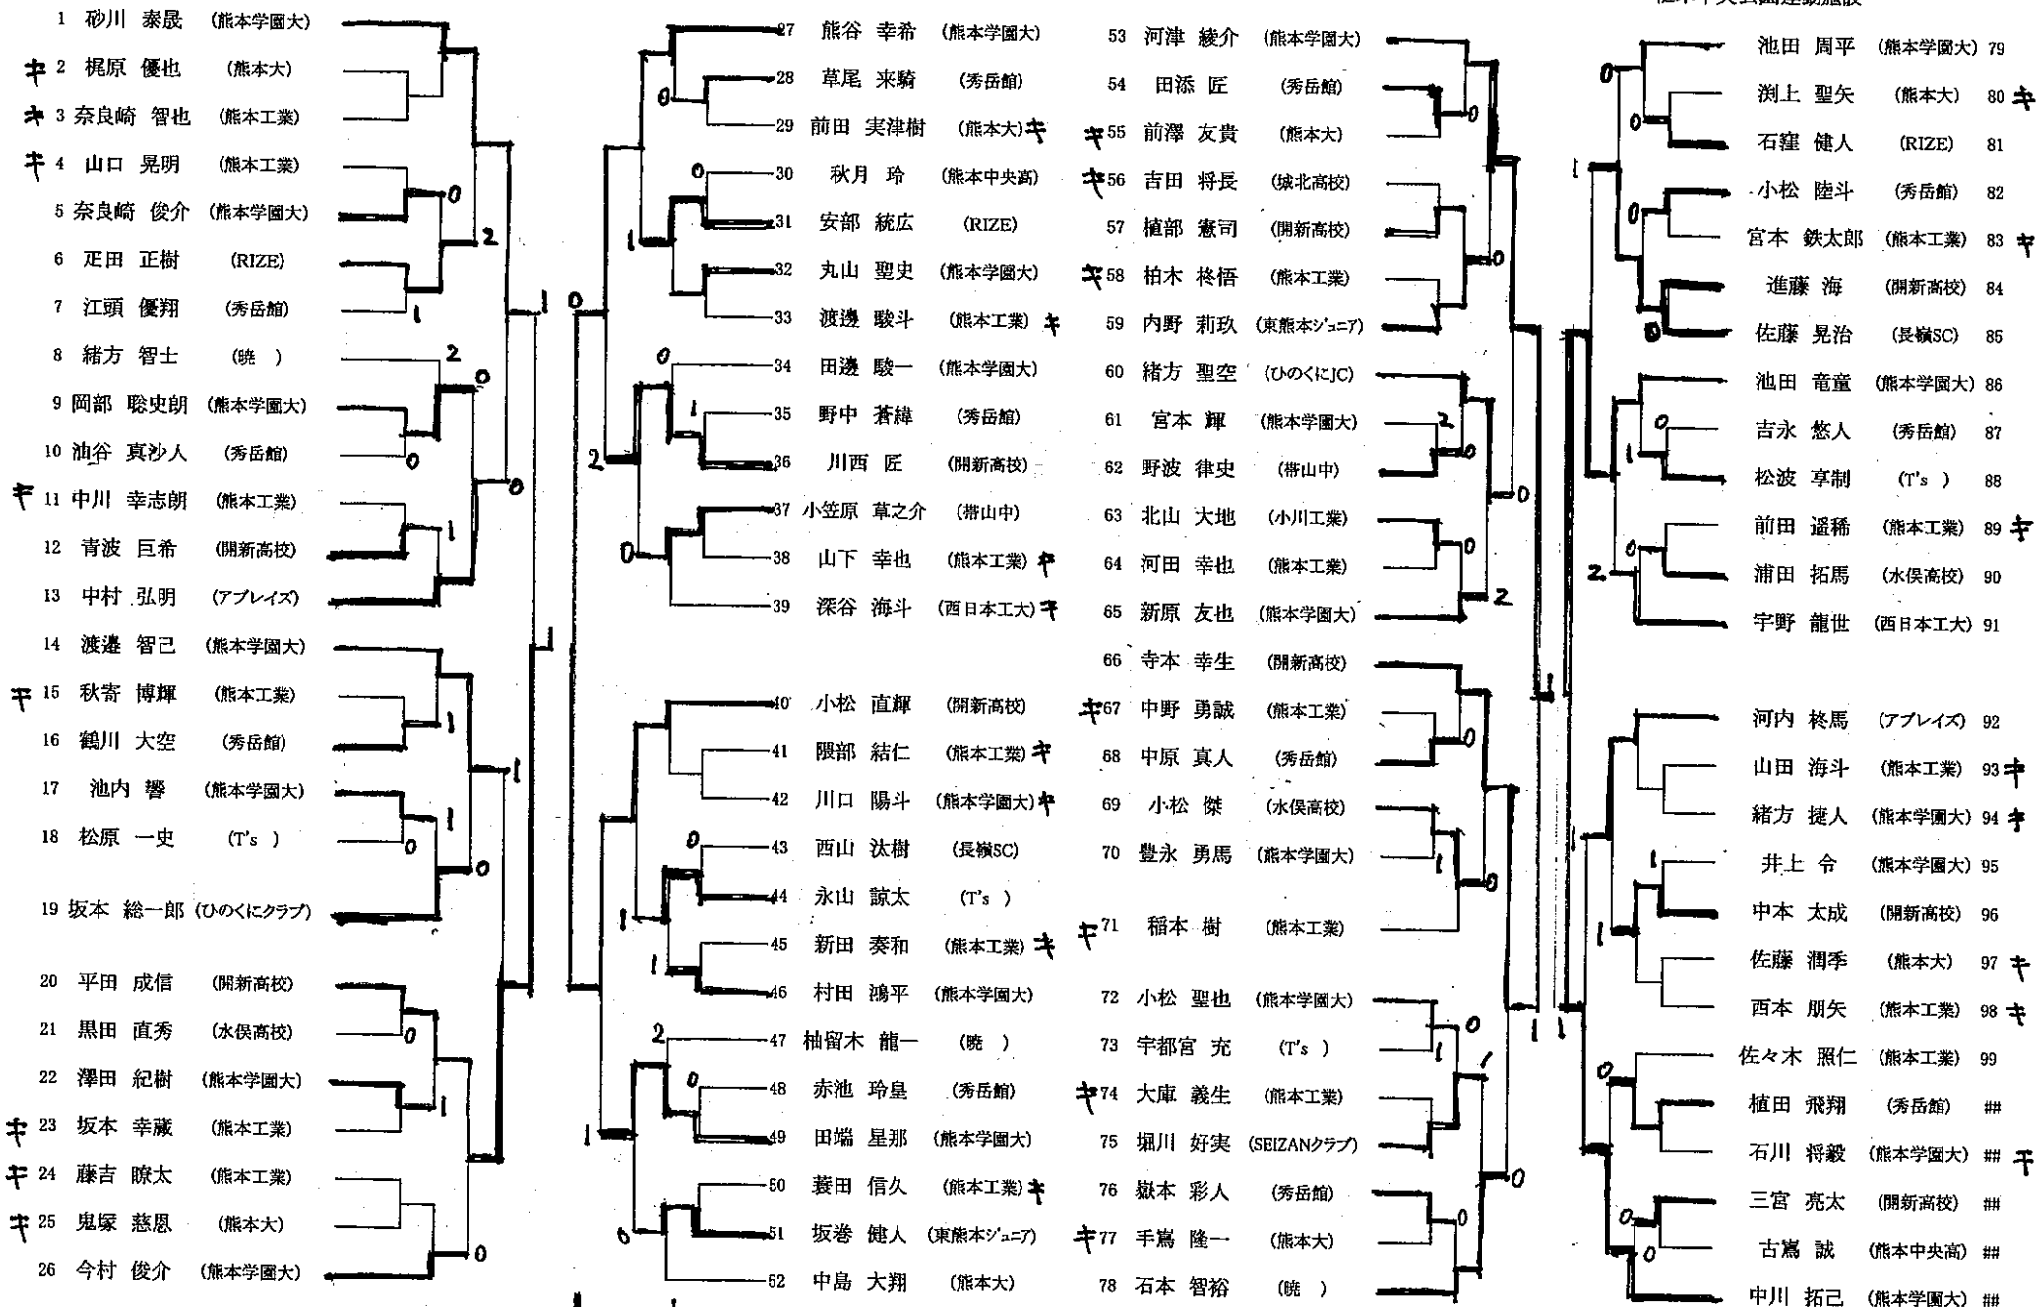 1 砂川 泰晟 (熊本学園大)
キ 2 梶原 優也 (熊本大)
キ 3 奈良崎 智也 (熊本工業)
キ 4 山口 晃明 (熊本工業)
5 奈良崎 俊介 (熊本学園大)
6 疋田 正樹 (RIZE)
7 江頭 優翔 (秀岳館)
8 緒方 智士 (暁 )
9 岡部 聡史朗 (熊本学園大)
10 油谷 真沙人 (秀岳館)
キ 11 中川 幸志朗 (熊本工業)
12 青波 巨希 (開新高校)
13 中村 弘明 (アブレイズ)
14 渡邉 智己 (熊本学園大)
キ 15 秋寄 博輝 (熊本工業)
16 鶴川 大空 (秀岳館)
17 池内 響 (熊本学園大)
18 松原 一史 (T's )
19 坂本 総一郎 (ひのくにクラブ)
20 平田 成信 (開新高校)
21 黒田 直秀 (水俣高校)
22 澤田 紀樹 (熊本学園大)
キ 23 坂本 幸蔵 (熊本工業)
キ 24 藤吉 瞭太 (熊本工業)
キ 25 鬼塚 慈恩 (熊本大)
26 今村 俊介 (熊本学園大)
27 熊谷 幸希 (熊本学園大)
28 草尾 来騎 (秀岳館)
29 前田 実津樹 (熊本大) キ
30 秋月 玲 (熊本中央高)
31 安部 統広 (RIZE)
32 丸山 聖史 (熊本学園大)
33 渡邊 駿斗 (熊本工業) キ
34 田邊 駿一 (熊本学園大)
35 野中 蒼緯 (秀岳館)
36 川西 匠 (開新高校)
37 小笠原 草之介 (帯山中)
38 山下 幸也 (熊本工業) キ
39 深谷 海斗 (西日本工大) キ
40 小松 直輝 (開新高校)
41 隈部 結仁 (熊本工業) キ
42 川口 陽斗 (熊本学園大) キ
43 西山 汰樹 (長嶺SC)
44 永山 諒太 (T's )
45 新田 奏和 (熊本工業) キ
46 村田 鴻平 (熊本学園大)
47 柚留木 龍一 (暁 )
48 赤池 玲皇 (秀岳館)
49 田端 星那 (熊本学園大)
50 蓑田 信久 (熊本工業) キ
51 坂巻 健人 (東熊本ジュニア)
52 中島 大翔 (熊本大)
53 河津 綾介 (熊本学園大)
54 田添 匠 (秀岳館)
キ 55 前澤 友貴 (熊本大)
キ 56 吉田 将長 (城北高校)
57 植部 憲司 (開新高校)
キ 58 柏木 柊悟 (熊本工業)
59 内野 莉玖 (東熊本ジュニア)
60 緒方 聖空 (ひのくにJC)
61 宮本 輝 (熊本学園大)
62 野波 律史 (帯山中)
63 北山 大地 (小川工業)
64 河田 幸也 (熊本工業)
65 新原 友也 (熊本学園大)
66 寺本 幸生 (開新高校)
キ 67 中野 勇誠 (熊本工業)
68 中原 真人 (秀岳館)
69 小松 傑 (水俣高校)
70 豊永 勇馬 (熊本学園大)
キ 71 稲本 樹 (熊本工業)
72 小松 聖也 (熊本学園大)
73 宇都宮 充 (T's )
キ 74 大庫 義生 (熊本工業)
75 堀川 好実 (SEIZANクラブ)
76 嶽本 彩人 (秀岳館)
キ 77 手嶌 隆一 (熊本大)
78 石本 智裕 (暁 )
池田 周平 (熊本学園大) 79
渕上 聖矢 (熊本大) 80 キ
石窪 健人 (RIZE) 81
小松 陸斗 (秀岳館) 82
宮本 鉄太郎 (熊本工業) 83 キ
進藤 海 (開新高校) 84
佐藤 晃治 (長嶺SC) 85
池田 竜童 (熊本学園大) 86
吉永 悠人 (秀岳館) 87
松波 享制 (T's ) 88
前田 遥稀 (熊本工業) 89 キ
浦田 拓馬 (水俣高校) 90
宇野 龍世 (西日本工大) 91
河内 柊馬 (アブレイズ) 92
山田 海斗 (熊本工業) 93 キ
緒方 捷人 (熊本学園大) 94 キ
井上 令 (熊本学園大) 95
中本 太成 (開新高校) 96
佐藤 潤季 (熊本大) 97 キ
西本 朋矢 (熊本工業) 98 キ
佐々木 照仁 (熊本工業) 99
植田 飛翔 (秀岳館) ##
石川 将毅 (熊本学園大) ## キ
三宮 亮太 (開新高校) ##
古嶌 誠 (熊本中央高) ##
中川 拓己 (熊本学園大) ##